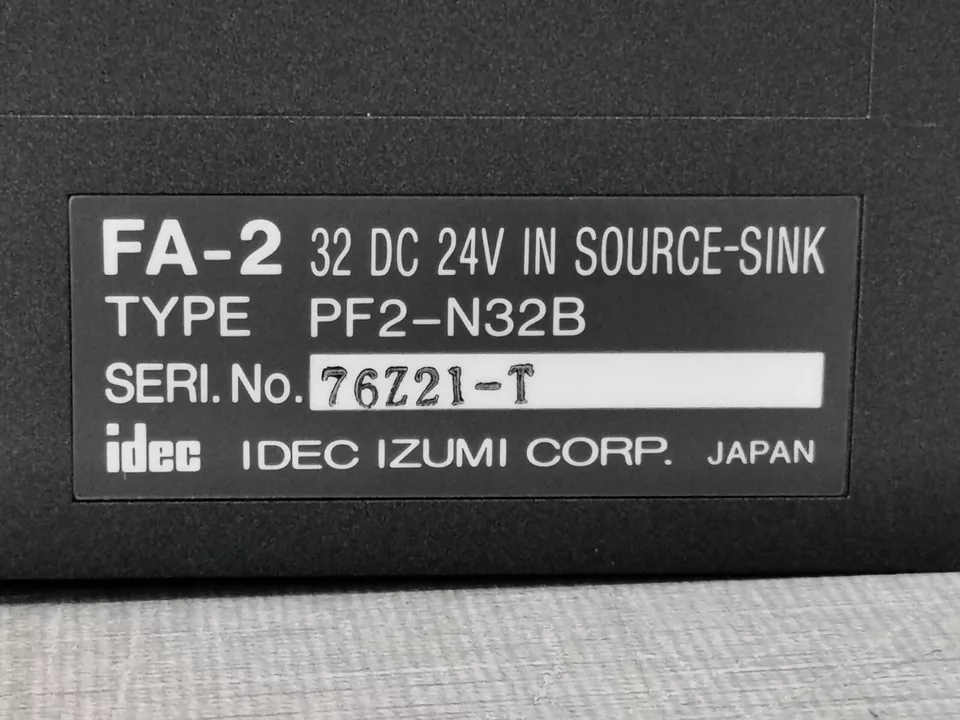 FA-2 32 DC 24V IN SOURCE-SINK
TYPE PF2-N32B
SERI. No. 76Z21-T
idec IDEC IZUMI CORP. JAPAN